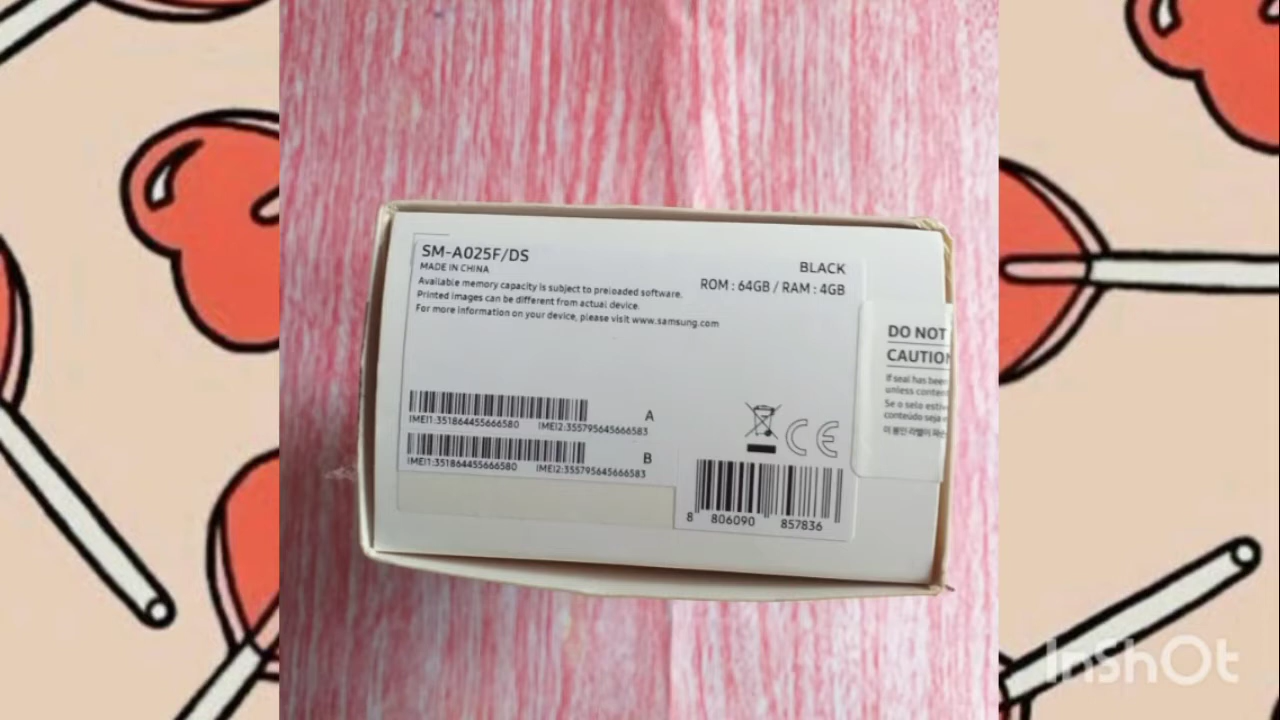 SM-A025F/DS
MADE IN CHINA
Available memory capacity is subject to preloaded software.
Printed images can be different from actual device.
For more information on your device, please visit www.samsung.com
BLACK
ROM : 64GB / RAM : 4GB
DO NOT
CAUTION
If seal has been
unless conten
Se o selo estiv
conteúdo seja
A
IMEI1:351864455666580 IMEI2:355795645666583
B
IMEI1:351864455666580 IMEI2:355795645666583
CE
8 806090 857836
InShOt